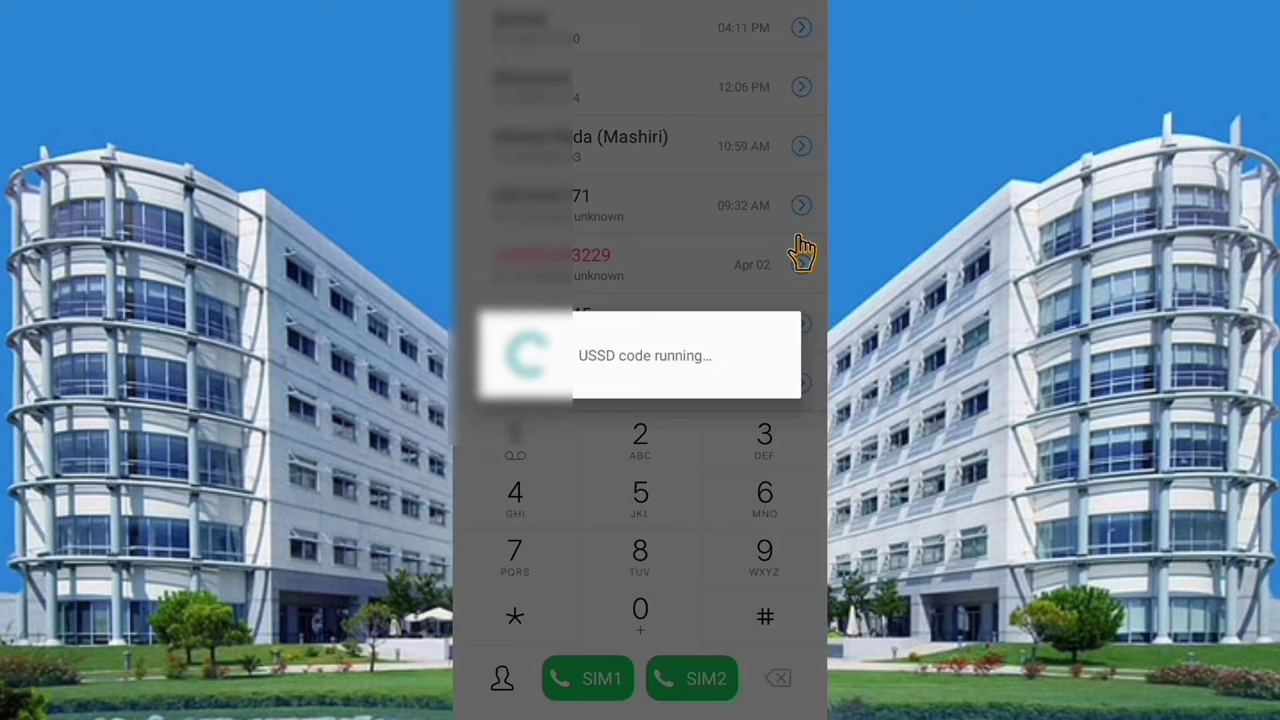 04:11 PM
0
12:06 PM
4
da (Mashiri)
10:59 AM
03
71
09:32 AM
unknown
3229
Apr 02
unknown
USSD code running...
2
3
ABC
DEF
4
5
6
GHI
JKL
MNO
7
8
9
PQRS
TUV
WXYZ
*
0
#
+
SIM1
SIM2